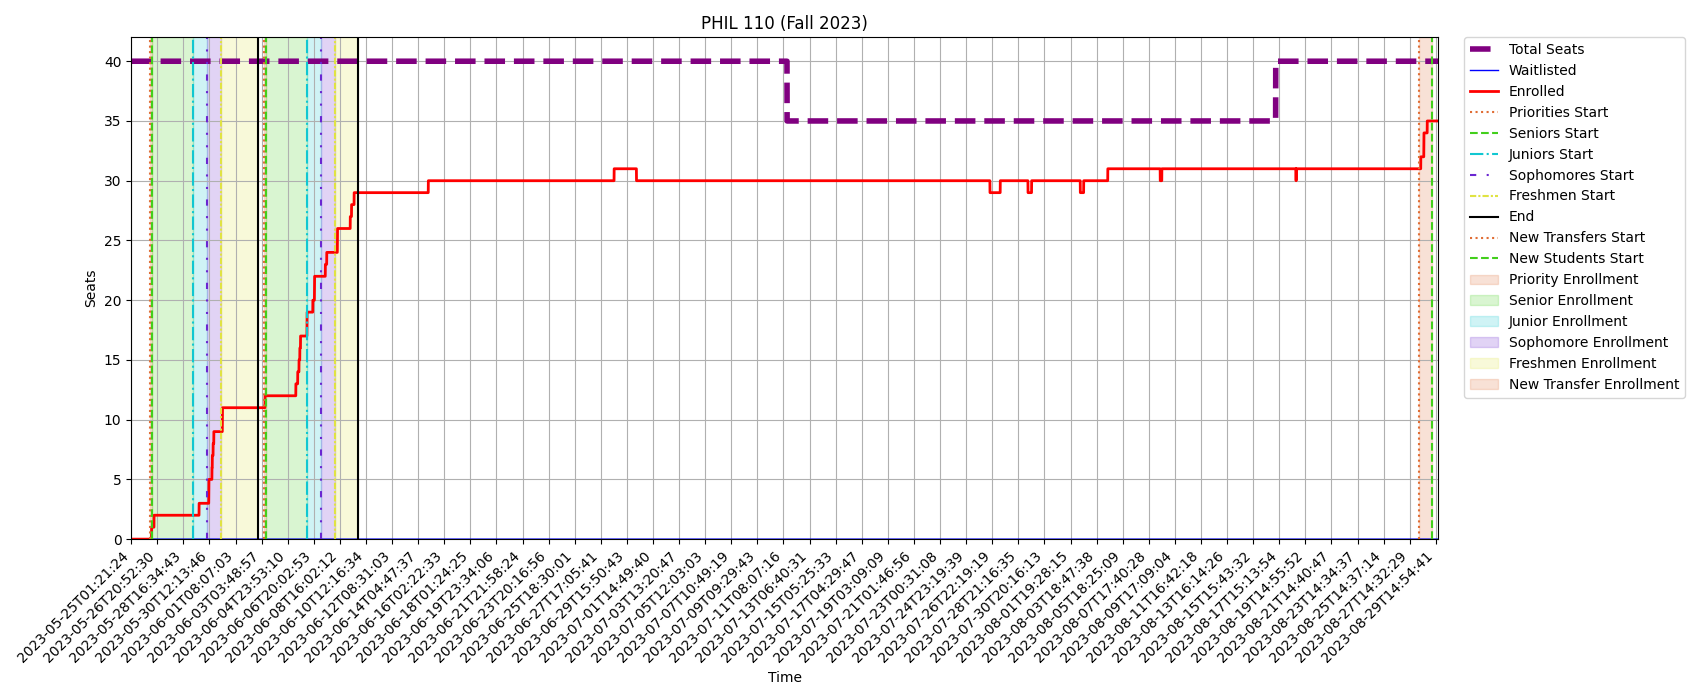 PHIL 110 (Fall 2023)
40
35
30
25
20
15
10
5
0
Seats
2023-05-25T01:21:24
2023-05-26T20:52:30
2023-05-28T16:34:43
2023-05-30T12:13:46
2023-06-01T08:07:03
2023-06-03T03:48:57
2023-06-04T23:53:10
2023-06-06T20:02:53
2023-06-08T16:02:12
2023-06-10T12:16:34
2023-06-12T08:31:03
2023-06-14T04:47:37
2023-06-16T02:22:33
2023-06-18T01:24:25
2023-06-19T23:34:06
2023-06-21T21:58:24
2023-06-23T20:16:56
2023-06-25T18:30:01
2023-06-27T17:05:41
2023-06-29T15:50:43
2023-07-01T14:49:40
2023-07-03T13:20:47
2023-07-05T12:03:03
2023-07-07T10:49:19
2023-07-09T09:29:43
2023-07-11T08:07:16
2023-07-13T06:40:31
2023-07-15T05:25:33
2023-07-17T04:29:47
2023-07-19T03:09:09
2023-07-21T01:46:56
2023-07-23T00:31:08
2023-07-24T23:19:39
2023-07-26T22:19:19
2023-07-28T21:16:35
2023-07-30T20:16:13
2023-08-01T19:28:15
2023-08-03T18:47:38
2023-08-05T18:25:09
2023-08-07T17:40:28
2023-08-09T17:09:04
2023-08-11T16:42:18
2023-08-13T16:14:26
2023-08-15T15:43:32
2023-08-17T15:13:54
2023-08-19T14:55:52
2023-08-21T14:40:47
2023-08-23T14:34:37
2023-08-25T14:37:14
2023-08-27T14:32:29
2023-08-29T14:54:41
Time
Total Seats
Waitlisted
Enrolled
Priorities Start
Seniors Start
Juniors Start
Sophomores Start
Freshmen Start
End
New Transfers Start
New Students Start
Priority Enrollment
Senior Enrollment
Junior Enrollment
Sophomore Enrollment
Freshmen Enrollment
New Transfer Enrollment